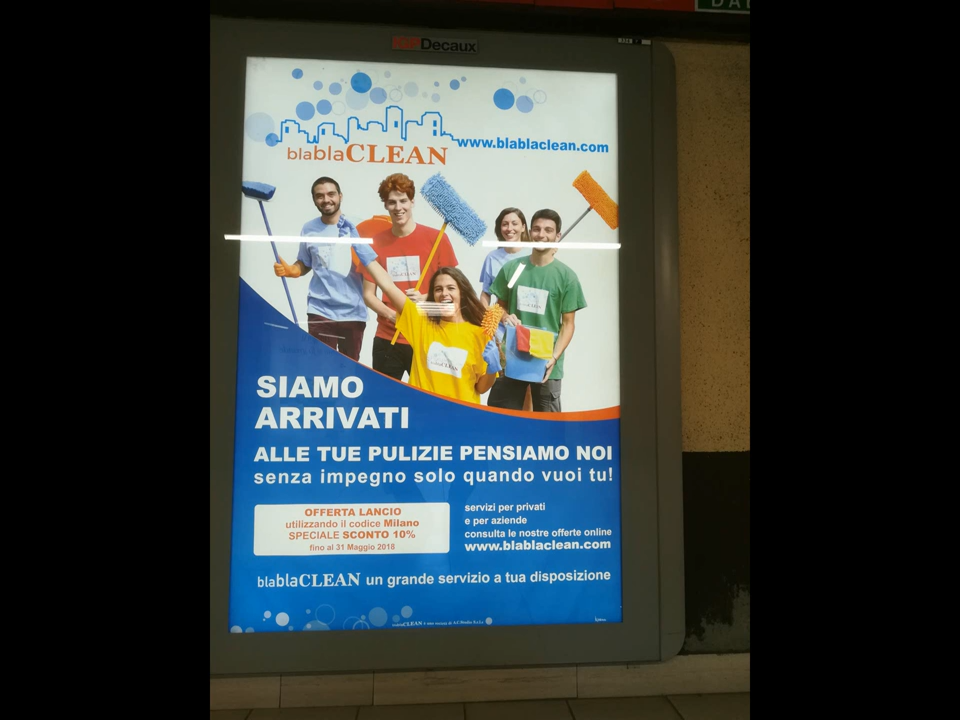 Decaux
blablaCLEAN
www.blablaclean.com
SIAMO
ARRIVATI
ALLE TUE PULIZIE PENSIAMO NOI
senza impegno solo quando vuoi tu!
OFFERTA LANCIO
utilizzando il codice Milano
SPECIALE SCONTO 10%
fino al 31 Maggio 2018
servizi per privati
e per aziende
consulta le nostre offerte online
www.blablaclean.com
blablaCLEAN un grande servizio a tua disposizione